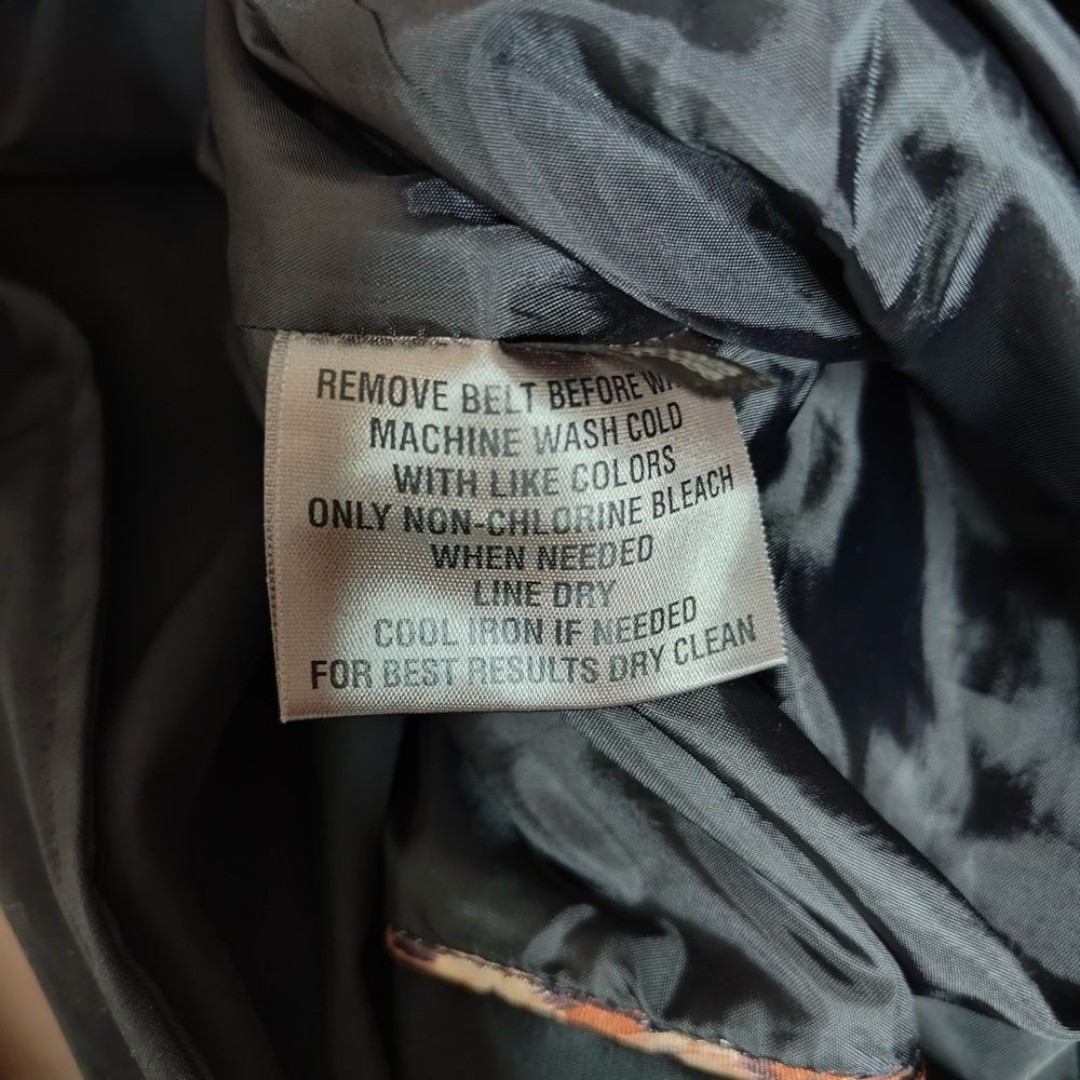 REMOVE BELT BEFORE
MACHINE WASH COLD
WITH LIKE COLORS
ONLY NON-CHLORINE BLEACH
WHEN NEEDED
LINE DRY
COOL IRON IF NEEDED
FOR BEST RESULTS DRY CLEAN